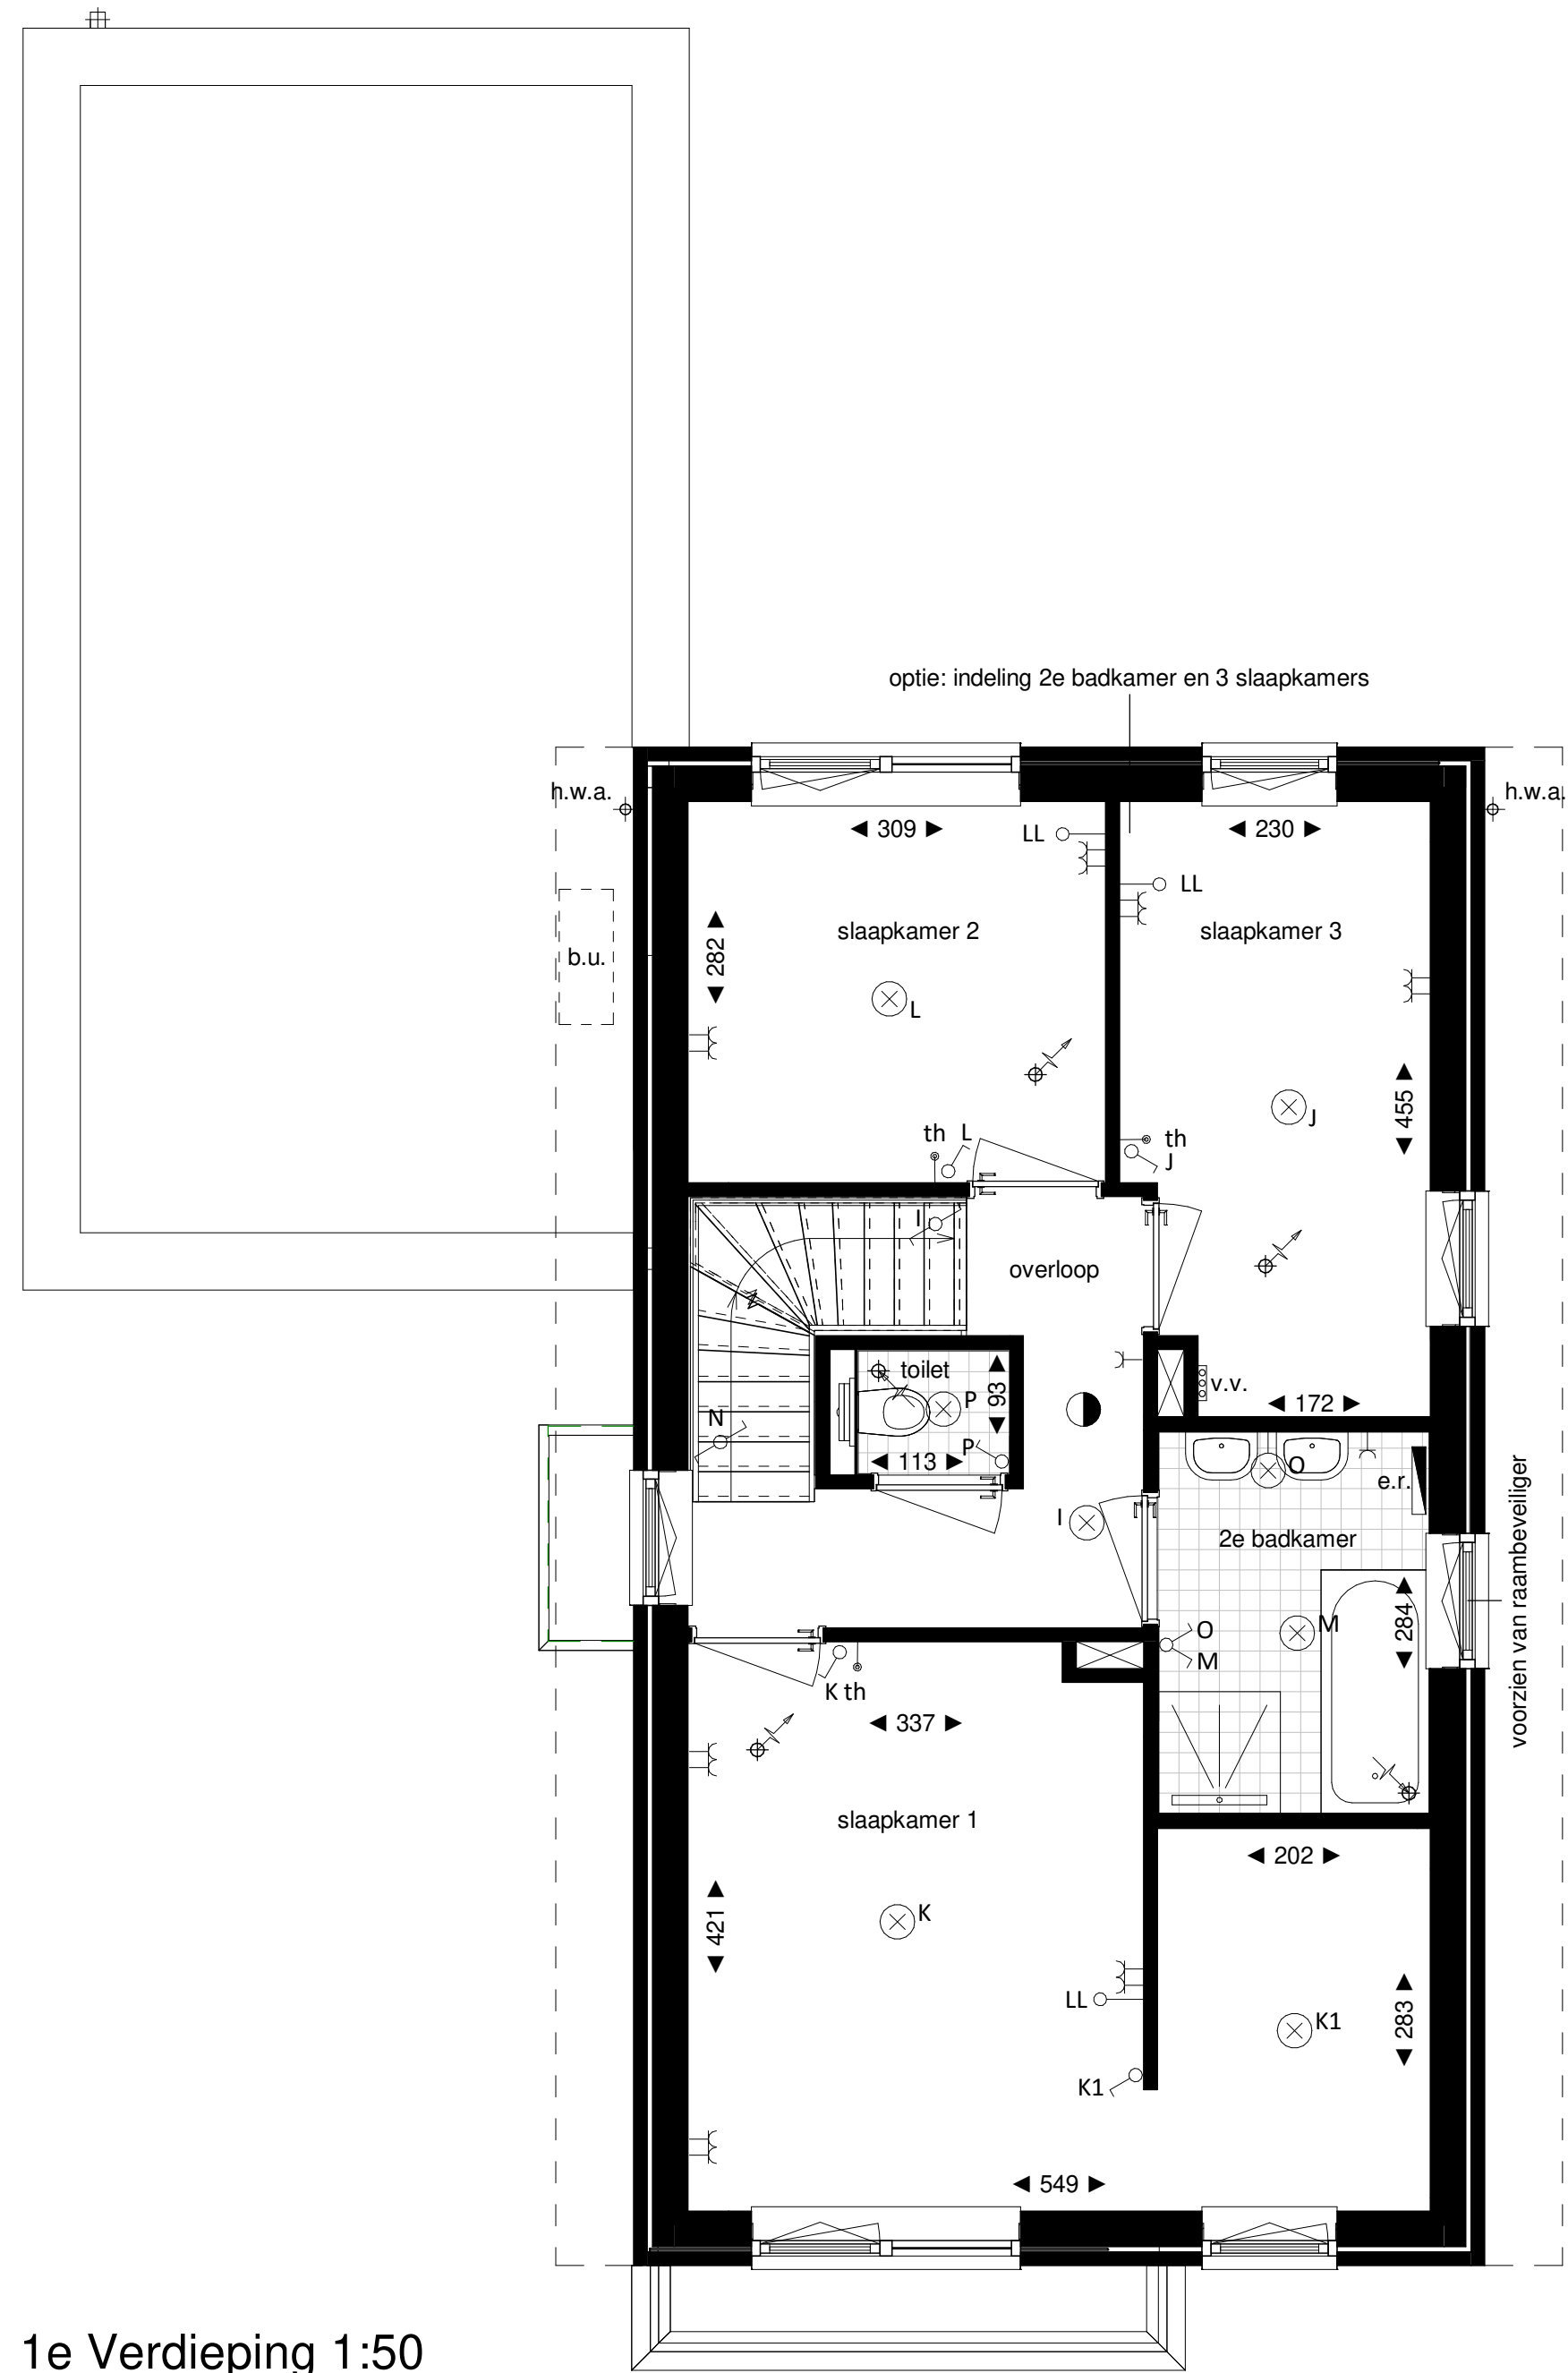 optie: indeling 2e badkamer en 3 slaapkamers
h.w.a.
h.w.a.
309
LL
230
LL
slaapkamer 2
slaapkamer 3
282
b.u.
L
455
J
th L
th
J
I
overloop
toilet
P
93
v.v.
172
N
P
113
O
e.r.
I
2e badkamer
voorzien van raambeveiliger
284
M
O
M
K th
337
slaapkamer 1
202
421
K
LL
283
K1
K1
549
1e Verdieping 1:50